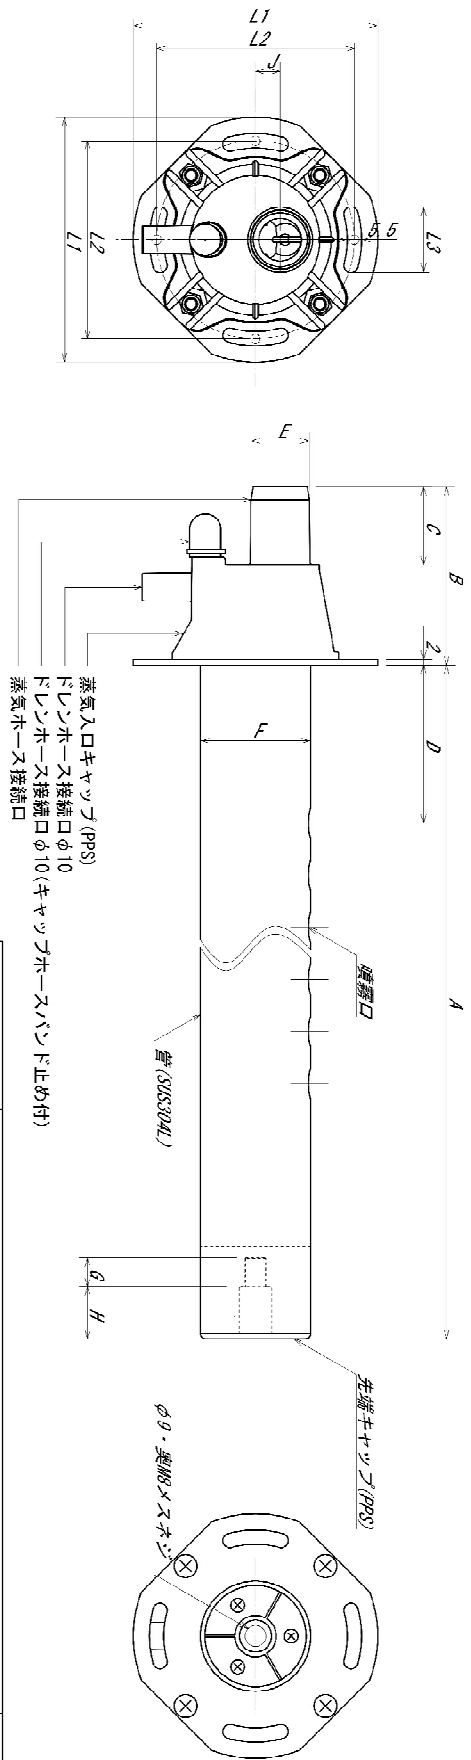 L1
L2
J
L1
L2
5.5
L3
E
C
B
2
D
A
F
蒸気入口キャップ(PPS)
ドレンホース接続口φ10
ドレンホース接続口φ10(キャップホースバンド止め付)
蒸気ホース接続口
噴霧口
管(SUS304L)
G
H
先端キャップ(PPS)
φ9・奥M8メスネジ